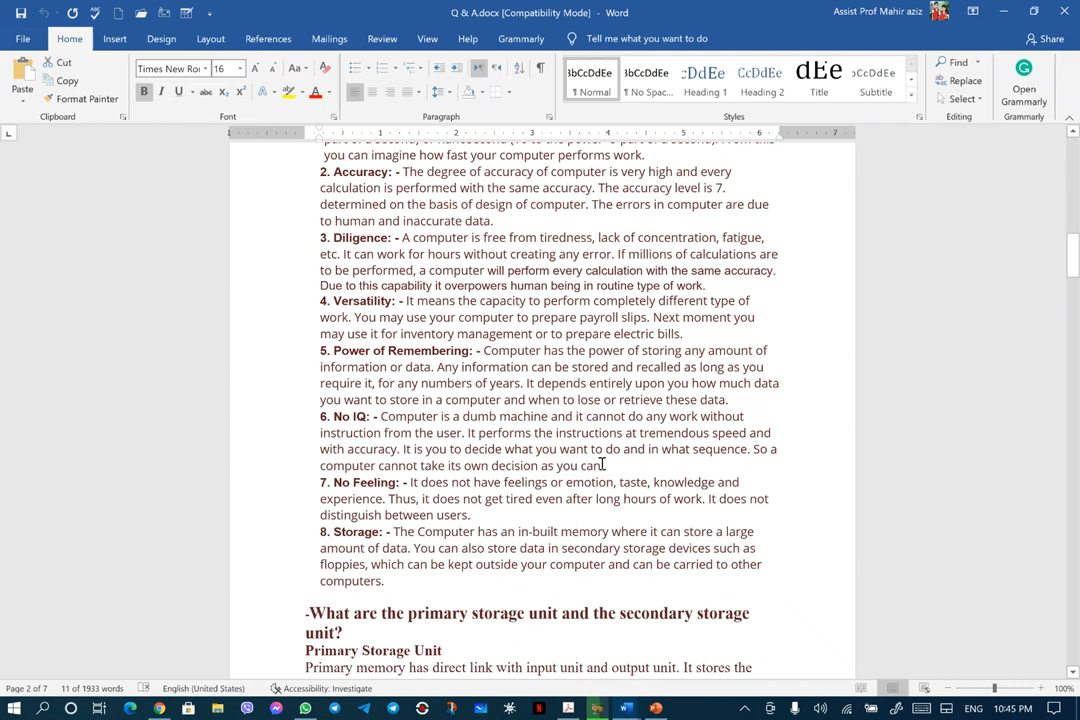 Q & A.docx [Compatibility Mode] - Word
Assist Prof Mahir aziz
File Home Insert Design Layout References Mailings Review View Help Grammarly Tell me what you want to do Share
Paste Cut Copy Format Painter
Times New Ro 16 Aa
B I U abc X₂ X² A A
ЗbCcDdEe ЗbCcDdEe cDdEe CcDdEe dEe ɔCcDdEe
¶ Normal ¶ No Spac... Heading 1 Heading 2 Title Subtitle
Find Replace Select
Open Grammarly
Clipboard Font Paragraph Styles Editing Grammarly
1 1 2 3 4 5 6 7
you can imagine how fast your computer performs work.
2. Accuracy: - The degree of accuracy of computer is very high and every
calculation is performed with the same accuracy. The accuracy level is 7.
determined on the basis of design of computer. The errors in computer are due
to human and inaccurate data.
3. Diligence: - A computer is free from tiredness, lack of concentration, fatigue,
etc. It can work for hours without creating any error. If millions of calculations are
to be performed, a computer will perform every calculation with the same accuracy.
Due to this capability it overpowers human being in routine type of work.
4. Versatility: - It means the capacity to perform completely different type of
work. You may use your computer to prepare payroll slips. Next moment you
may use it for inventory management or to prepare electric bills.
5. Power of Remembering: - Computer has the power of storing any amount of
information or data. Any information can be stored and recalled as long as you
require it, for any numbers of years. It depends entirely upon you how much data
you want to store in a computer and when to lose or retrieve these data.
6. No IQ: - Computer is a dumb machine and it cannot do any work without
instruction from the user. It performs the instructions at tremendous speed and
with accuracy. It is you to decide what you want to do and in what sequence. So a
computer cannot take its own decision as you can.
7. No Feeling: - It does not have feelings or emotion, taste, knowledge and
experience. Thus, it does not get tired even after long hours of work. It does not
distinguish between users.
8. Storage: - The Computer has an in-built memory where it can store a large
amount of data. You can also store data in secondary storage devices such as
floppies, which can be kept outside your computer and can be carried to other
computers.
-What are the primary storage unit and the secondary storage
unit?
Primary Storage Unit
Primary memory has direct link with input unit and output unit. It stores the
Page 2 of 7 11 of 1933 words English (United States) Accessibility: Investigate 100%
ENG 10:45 PM